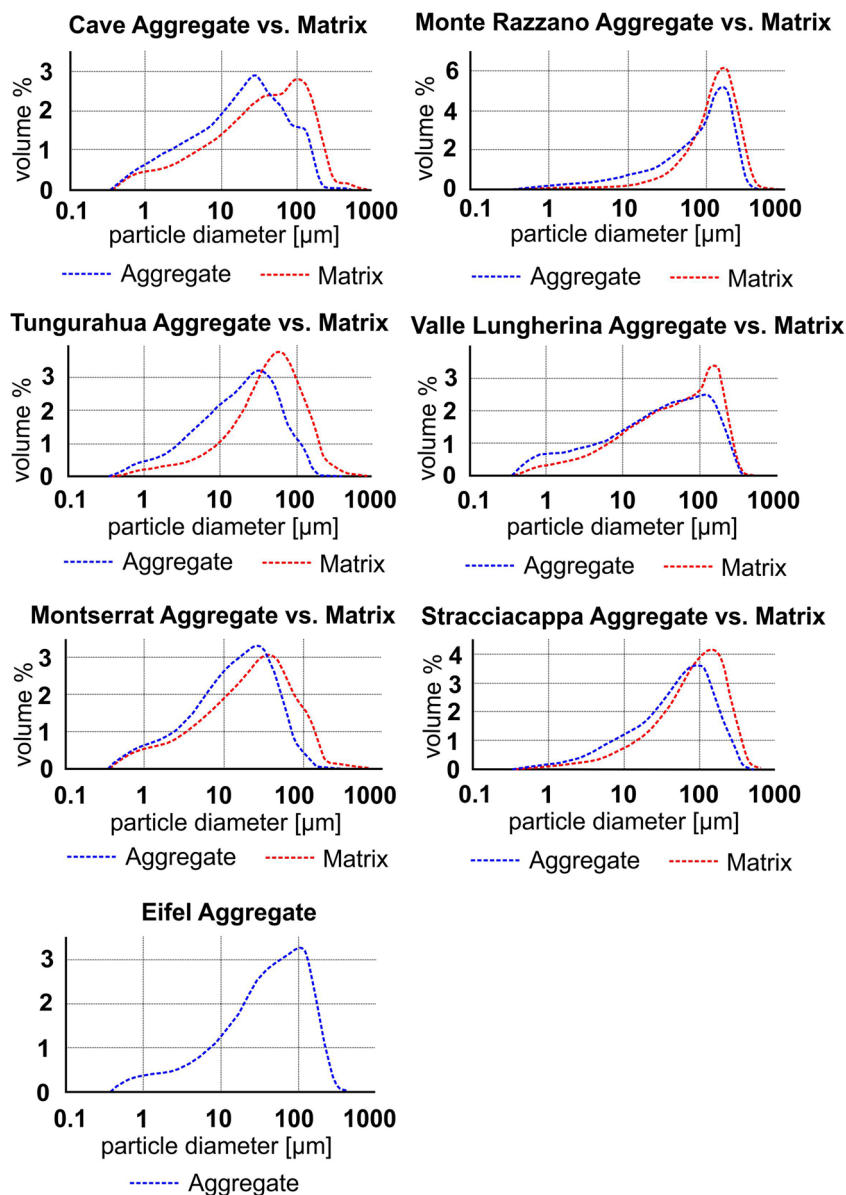 Cave Aggregate vs. Matrix
volume %
3
2
1
0
0.1 1 10 100 1000
particle diameter [µm]
Aggregate Matrix
Monte Razzano Aggregate vs. Matrix
volume %
6
4
2
0
0.1 1 10 100 1000
particle diameter [µm]
Aggregate Matrix
Tungurahua Aggregate vs. Matrix
volume %
3
2
1
0
0.1 1 10 100 1000
particle diameter [µm]
Aggregate Matrix
Valle Lungherina Aggregate vs. Matrix
volume %
3
2
1
0
0.1 1 10 100 1000
particle diameter [µm]
Aggregate Matrix
Montserrat Aggregate vs. Matrix
volume %
3
2
1
0
0.1 1 10 100 1000
particle diameter [µm]
Aggregate Matrix
Stracciacappa Aggregate vs. Matrix
volume %
4
3
2
1
0
0.1 1 10 100 1000
particle diameter [µm]
Aggregate Matrix
Eifel Aggregate
volume %
3
2
1
0
0.1 1 10 100 1000
particle diameter [µm]
Aggregate